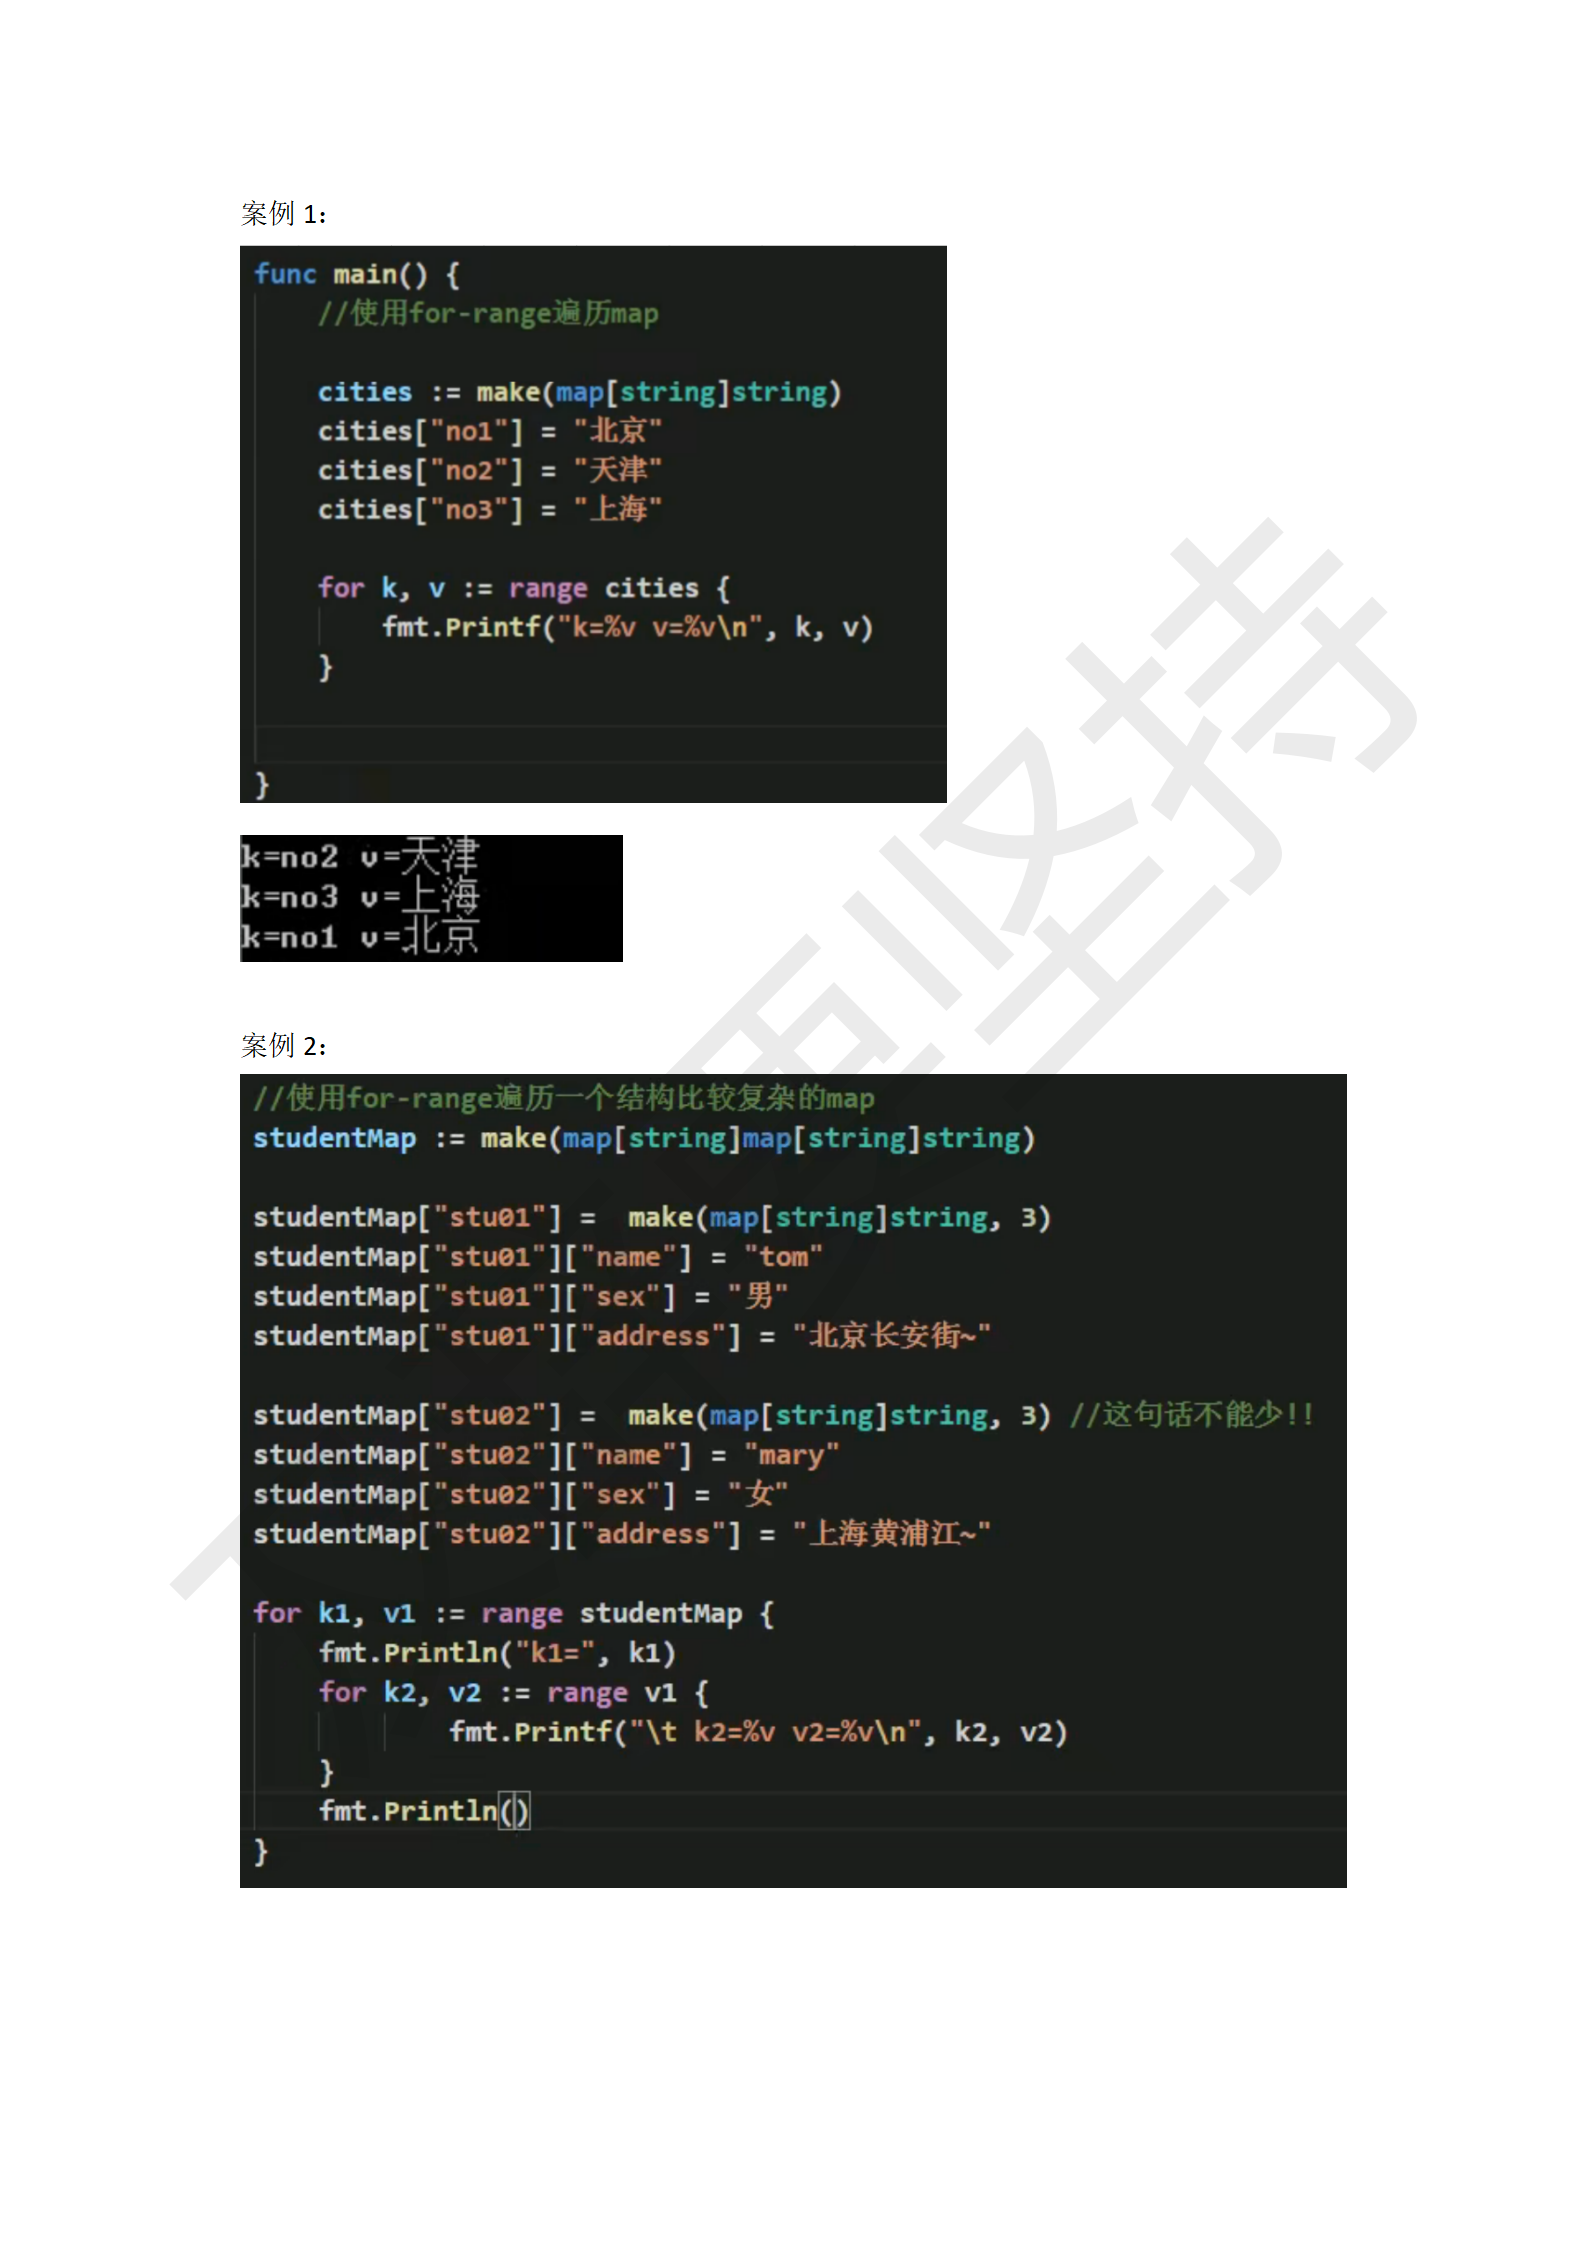 案例 1：
func main() {
//使用for-range遍历map
cities := make(map[string]string)
cities["no1"] = "北京"
cities["no2"] = "天津"
cities["no3"] = "上海"
for k, v := range cities {
fmt.Printf("k=%v v=%v\n", k, v)
}
}
k=no2 v=天津
k=no3 v=上海
k=no1 v=北京
案例 2：
//使用for-range遍历一个结构比较复杂的map
studentMap := make(map[string]map[string]string)
studentMap["stu01"] =  make(map[string]string, 3)
studentMap["stu01"]["name"] = "tom"
studentMap["stu01"]["sex"] = "男"
studentMap["stu01"]["address"] = "北京长安街~"
studentMap["stu02"] =  make(map[string]string, 3) //这句话不能少!!
studentMap["stu02"]["name"] = "mary"
studentMap["stu02"]["sex"] = "女"
studentMap["stu02"]["address"] = "上海黄浦江~"
for k1, v1 := range studentMap {
fmt.Println("k1=", k1)
for k2, v2 := range v1 {
fmt.Printf("\t k2=%v v2=%v\n", k2, v2)
}
fmt.Println()
}
坚持